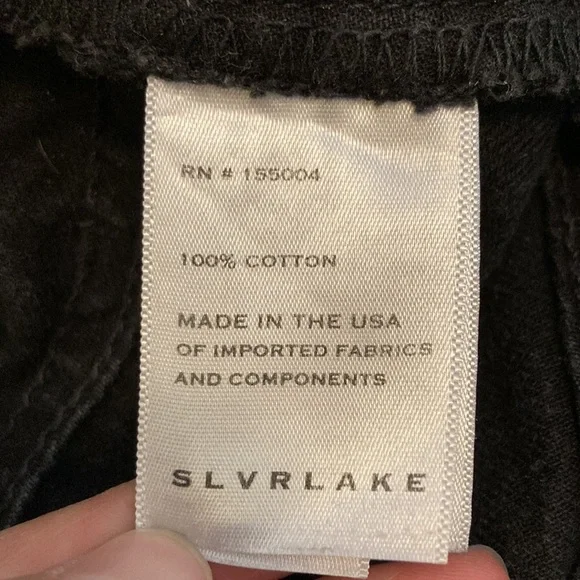 RN # 155004
100% COTTON
MADE IN THE USA
OF IMPORTED FABRICS
AND COMPONENTS
SLVRLAKE